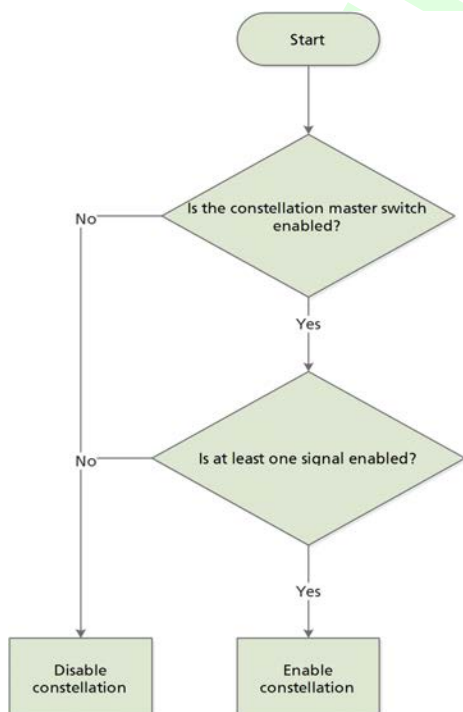 Start
Is the constellation master switch
enabled?
No
Yes
Is at least one signal enabled?
No
Yes
Disable
constellation
Enable
constellation